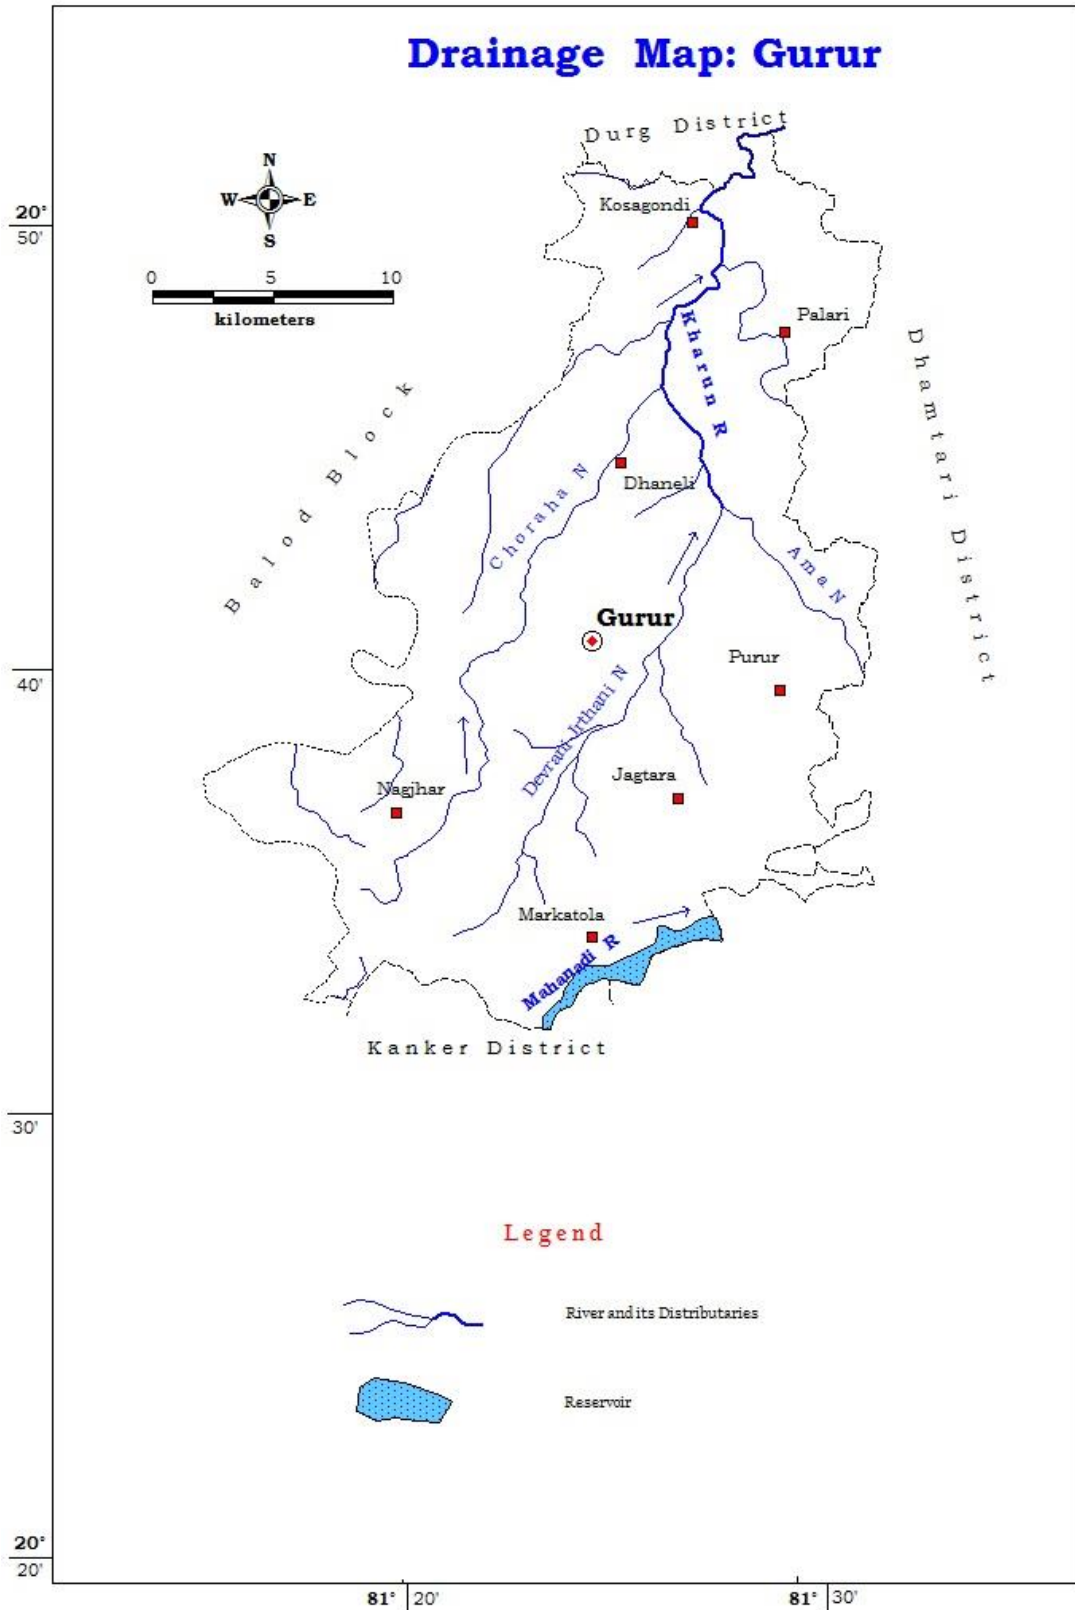 Drainage Map: Gurur
Durg District
N
W E
S
Kosagondi
20°
50'
0 5 10
kilometers
Palari
Kharun R
Dhamtari District
Balod Block
Choraha N
Dhaneli
Ama N
Gurur
Purur
40'
Devrani Jrthani N
Jagtara
Nagjhar
Markatola
Mahanadi R
Kanker District
30'
Legend
River and its Distributaries
Reservoir
20°
20'
81° 20' 81° 30'